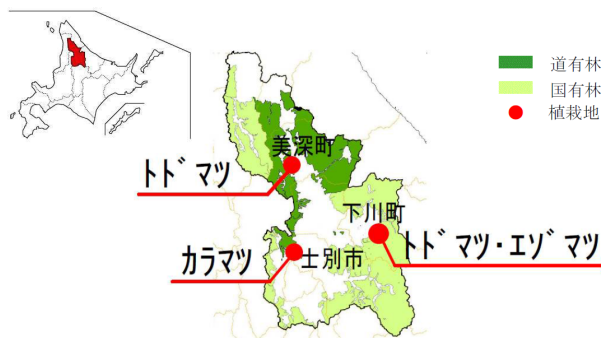 道有林
国有林
植栽地
美深町
トドマツ
下川町
トドマツ・エゾマツ
カラマツ
士別市